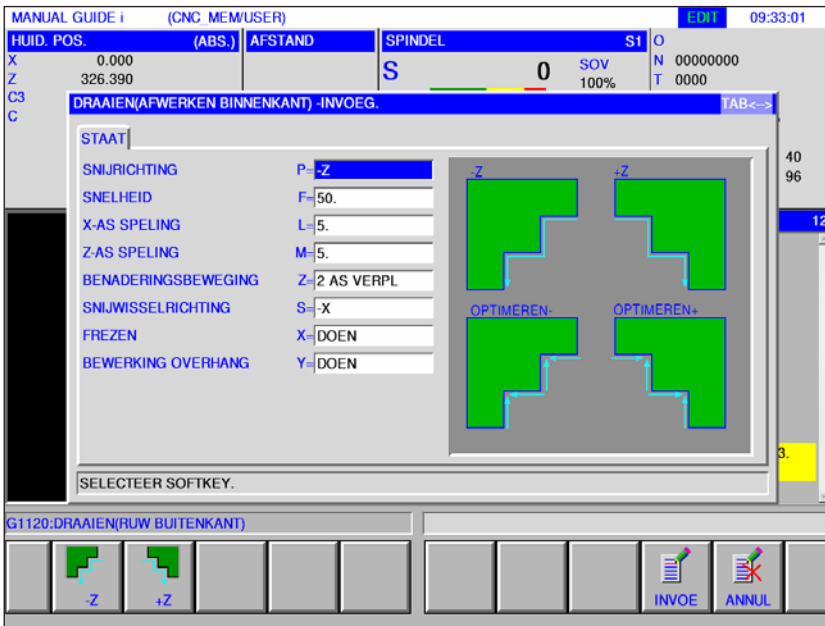 MANUAL GUIDE i (CNC_MEM/USER) EDIT 09:33:01
HUID. POS. (ABS.) AFSTAND SPINDEL S1 O
X 0.000 S 0 SOV 100% N 00000000
Z 326.390 T 0000
C3
C
DRAAIEN(AFWERKEN BINNENKANT) -INVOEG. TAB<-->
STAAT
40
96
12
SNIJRICHTING P=-Z
SNELHEID F=50.
X-AS SPELING L=5.
Z-AS SPELING M=5.
BENADERINGSBEWEGING Z=2 AS VERPL
SNIJWISSELRICHTING S=-X
FREZEN X=DOEN
BEWERKING OVERHANG Y=DOEN
-Z +Z
OPTIMEREN- OPTIMEREN+
3.
SELECTEER SOFTKEY.
G1120:DRAAIEN(RUW BUITENKANT)
-Z +Z INVOE ANNUL